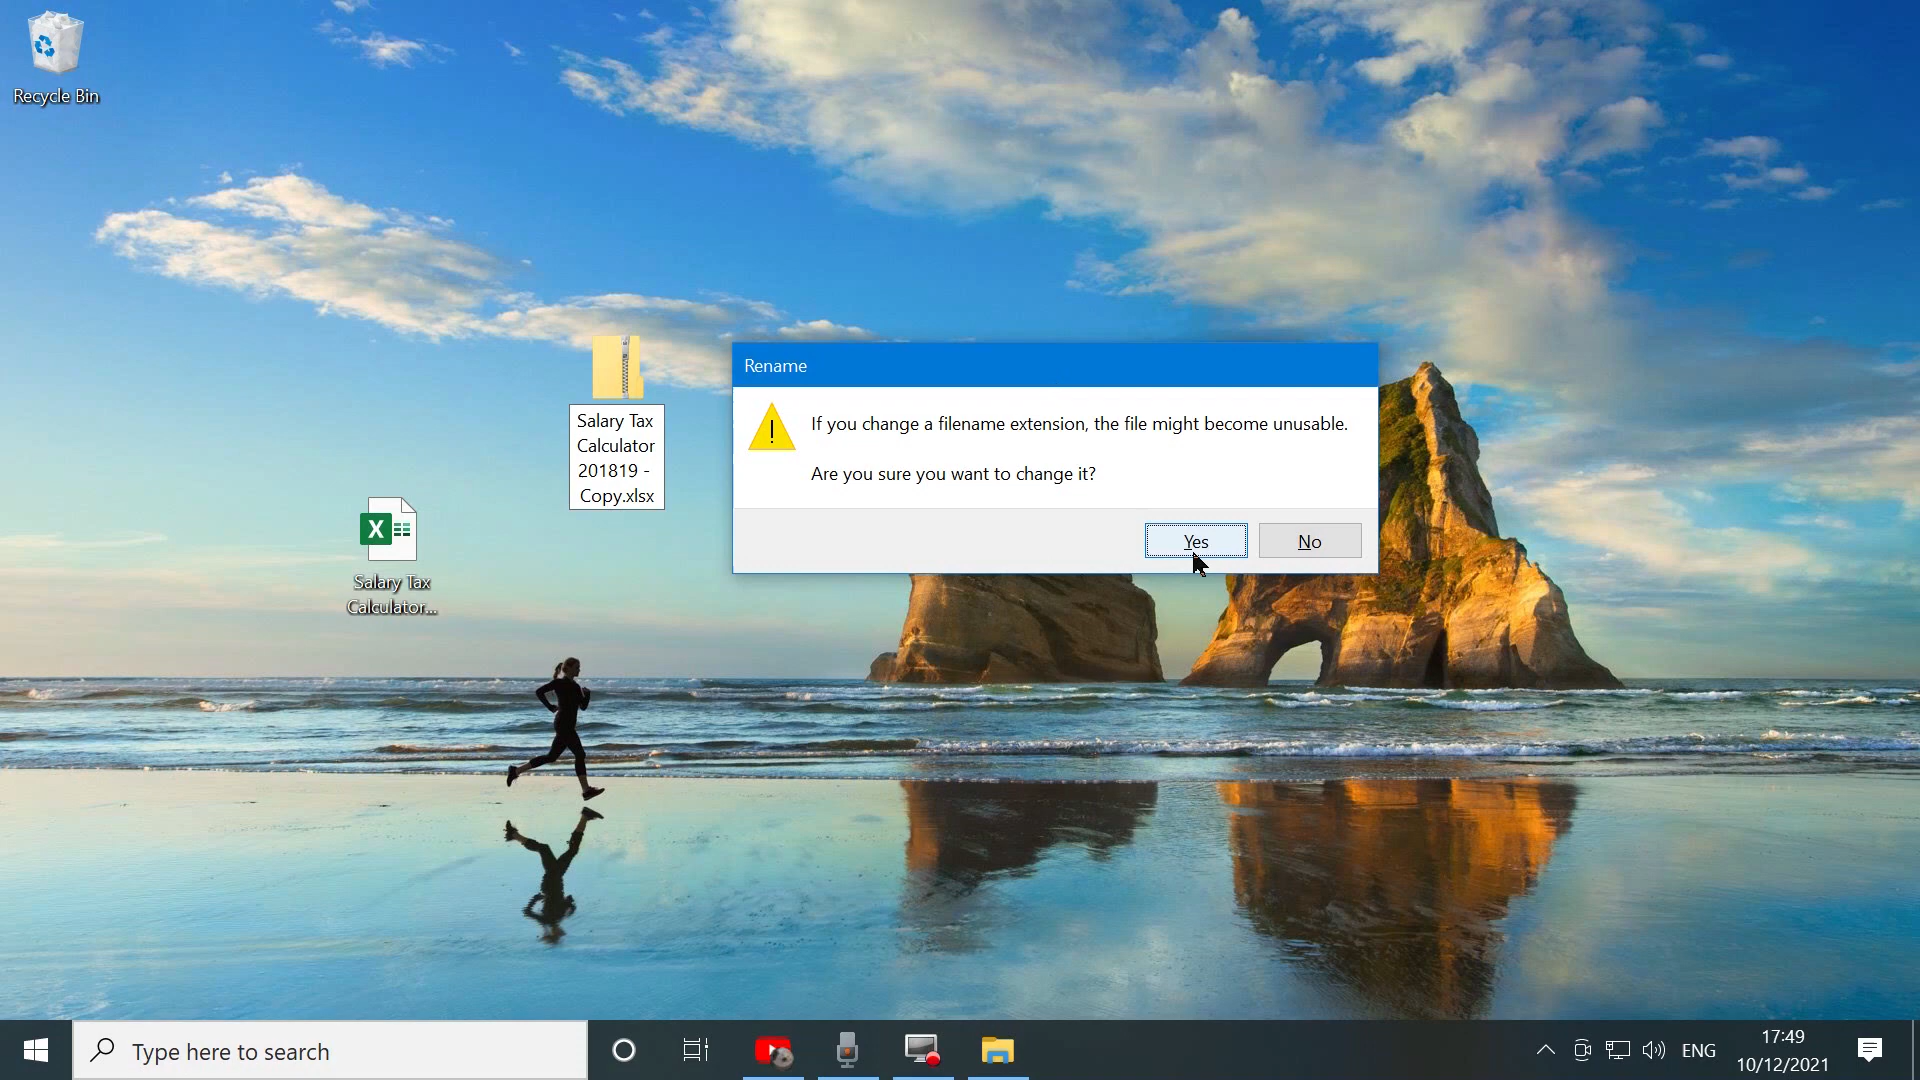 Recycle Bin
Salary Tax
Calculator
201819 -
Copy.xlsx
Salary Tax
Calculator...
Rename
If you change a filename extension, the file might become unusable.
Are you sure you want to change it?
Yes
No
Type here to search
ENG
17:49
10/12/2021